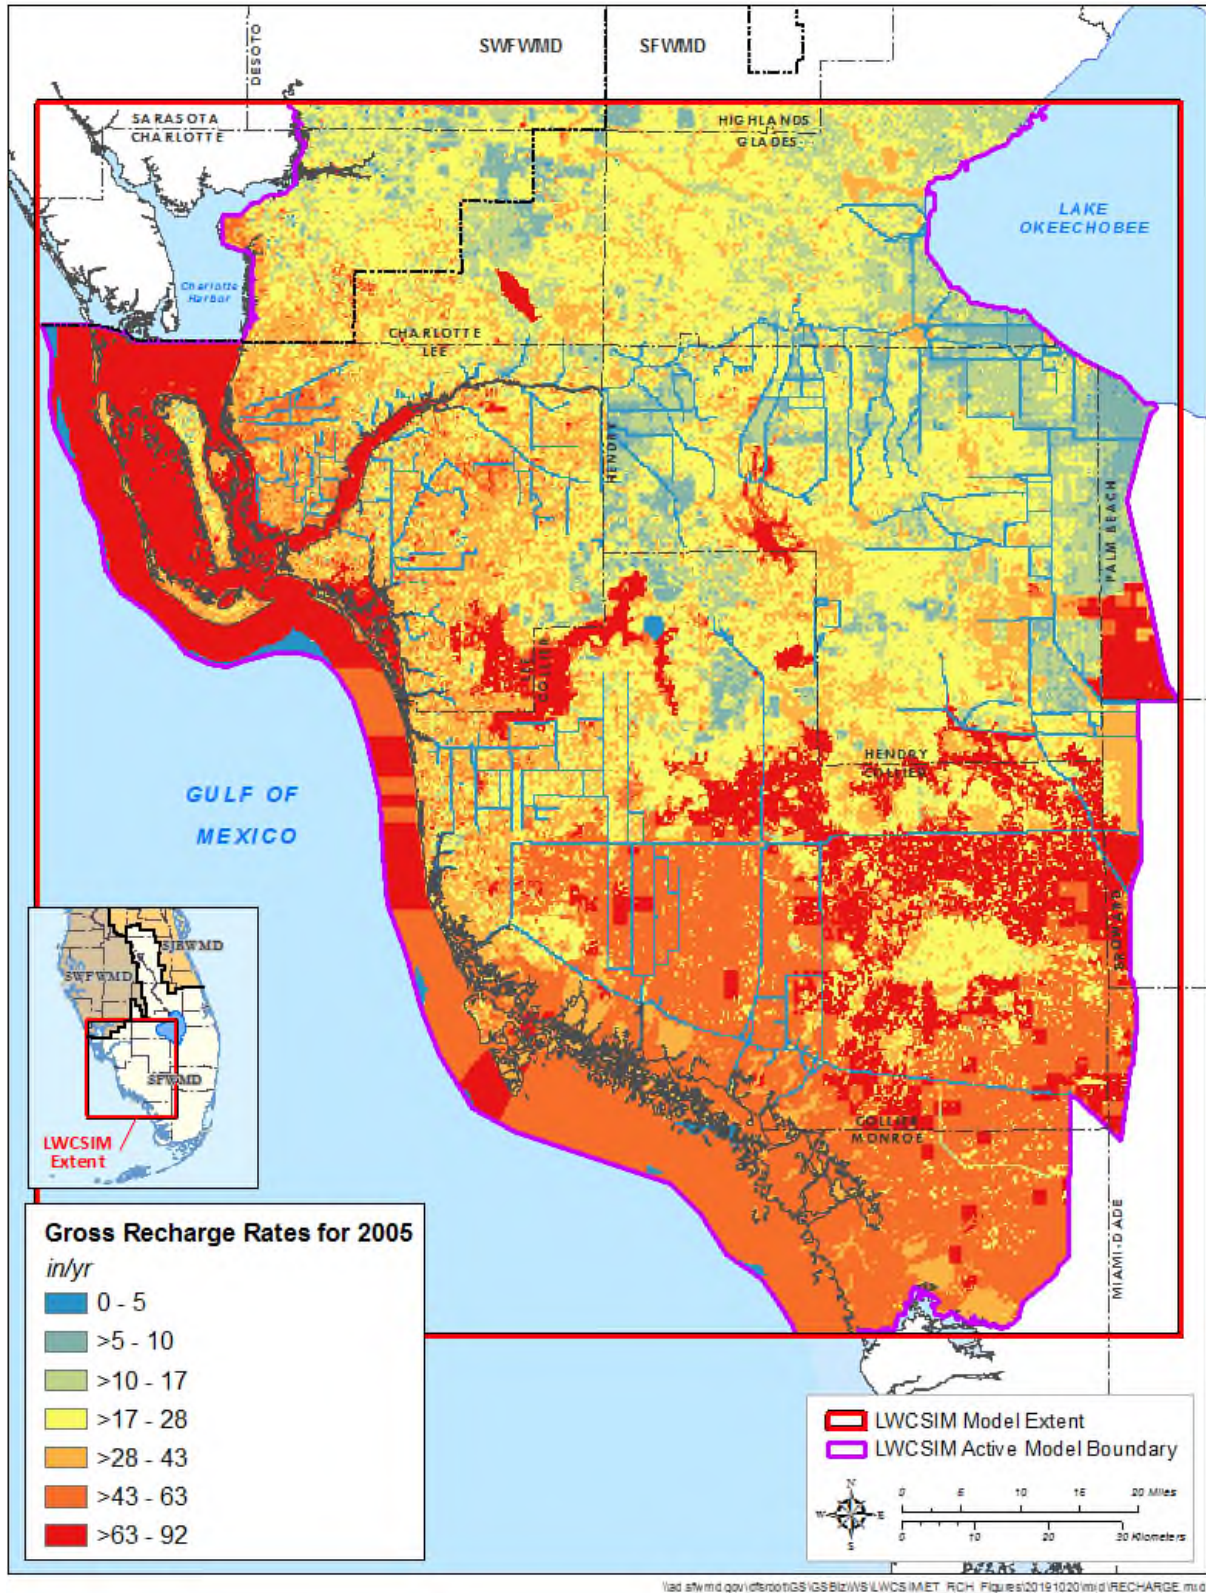 SWFWMD
SFWMD
DESOTO
SARASOTA
CHARLOTTE
HIGHLANDS
GLADES
LAKE
OKEECHOBEE
Charlotte
Harbor
CHARLOTTE
LEE
HENDRY
PALM BEACH
LEE
COLLIER
HENDRY
COLLIER
GULF OF
MEXICO
BROWARD
SJRWMD
SWFWMD
SFWMD
LWCSIM
Extent
COLLIER
MONROE
MIAMI-DADE
Gross Recharge Rates for 2005
in/yr
0 - 5
>5 - 10
>10 - 17
>17 - 28
>28 - 43
>43 - 63
>63 - 92
LWCSIM Model Extent
LWCSIM Active Model Boundary
N
W E
S
0 5 10 15 20 Miles
0 10 20 30 Kilometers